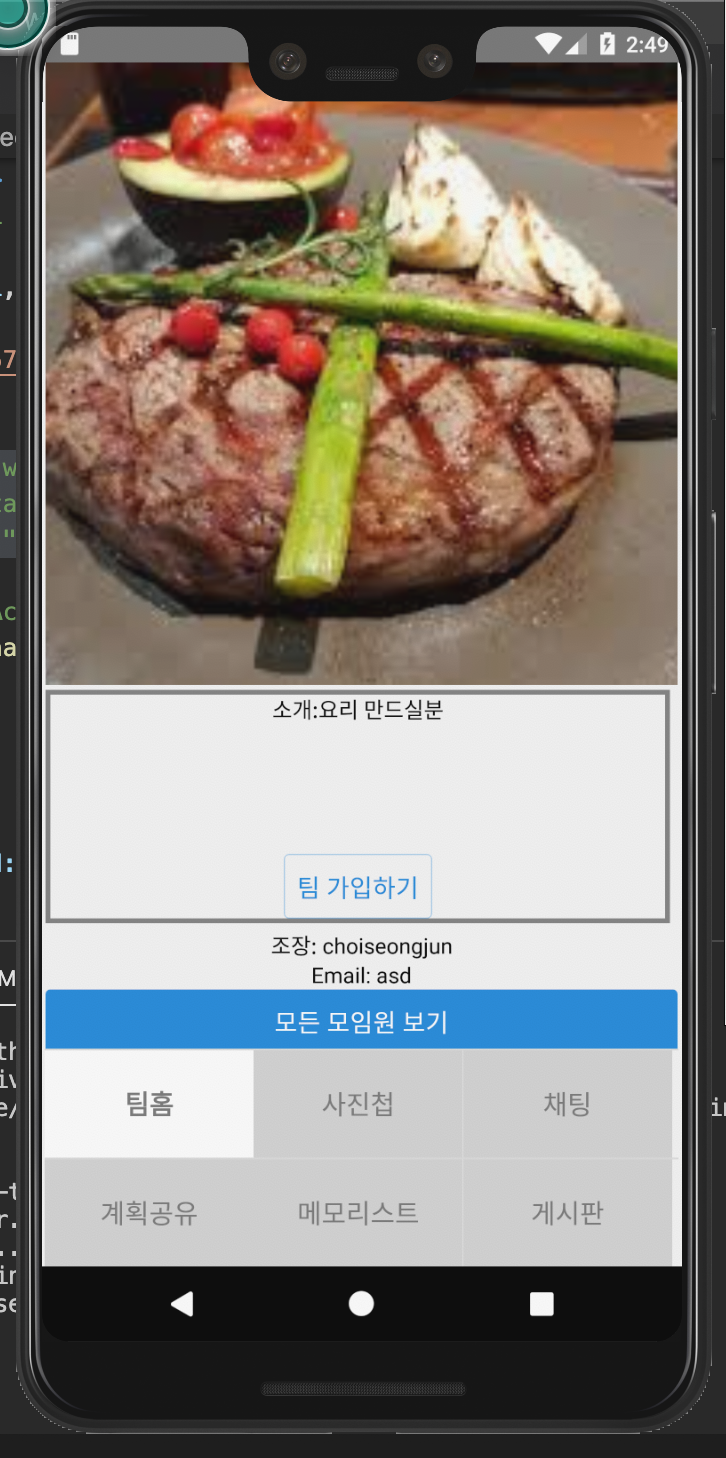 2:49
소개:요리 만드실분
팀 가입하기
조장: choiseongjun
Email: asd
모든 모임원 보기
팀홈
사진첩
채팅
계획공유
메모리스트
게시판